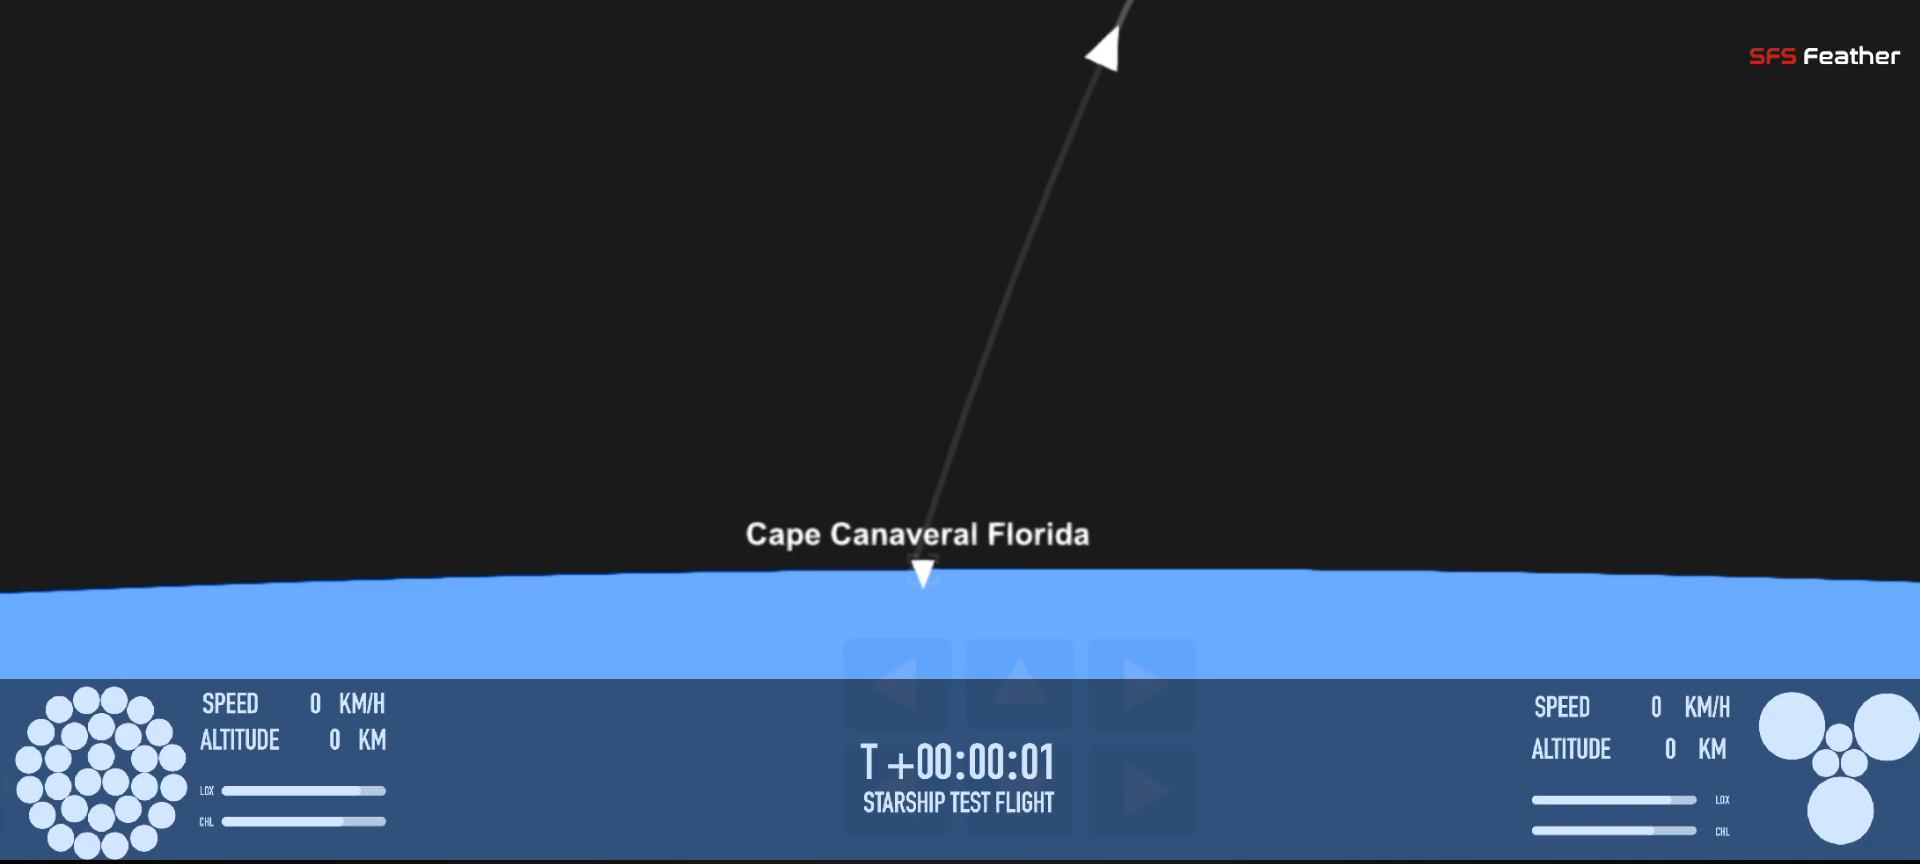 SFS Feather
Cape Canaveral Florida
SPEED 0 KM/H
ALTITUDE 0 KM
LOX
CHL
T +00:00:01
STARSHIP TEST FLIGHT
SPEED 0 KM/H
ALTITUDE 0 KM
LOX
CHL